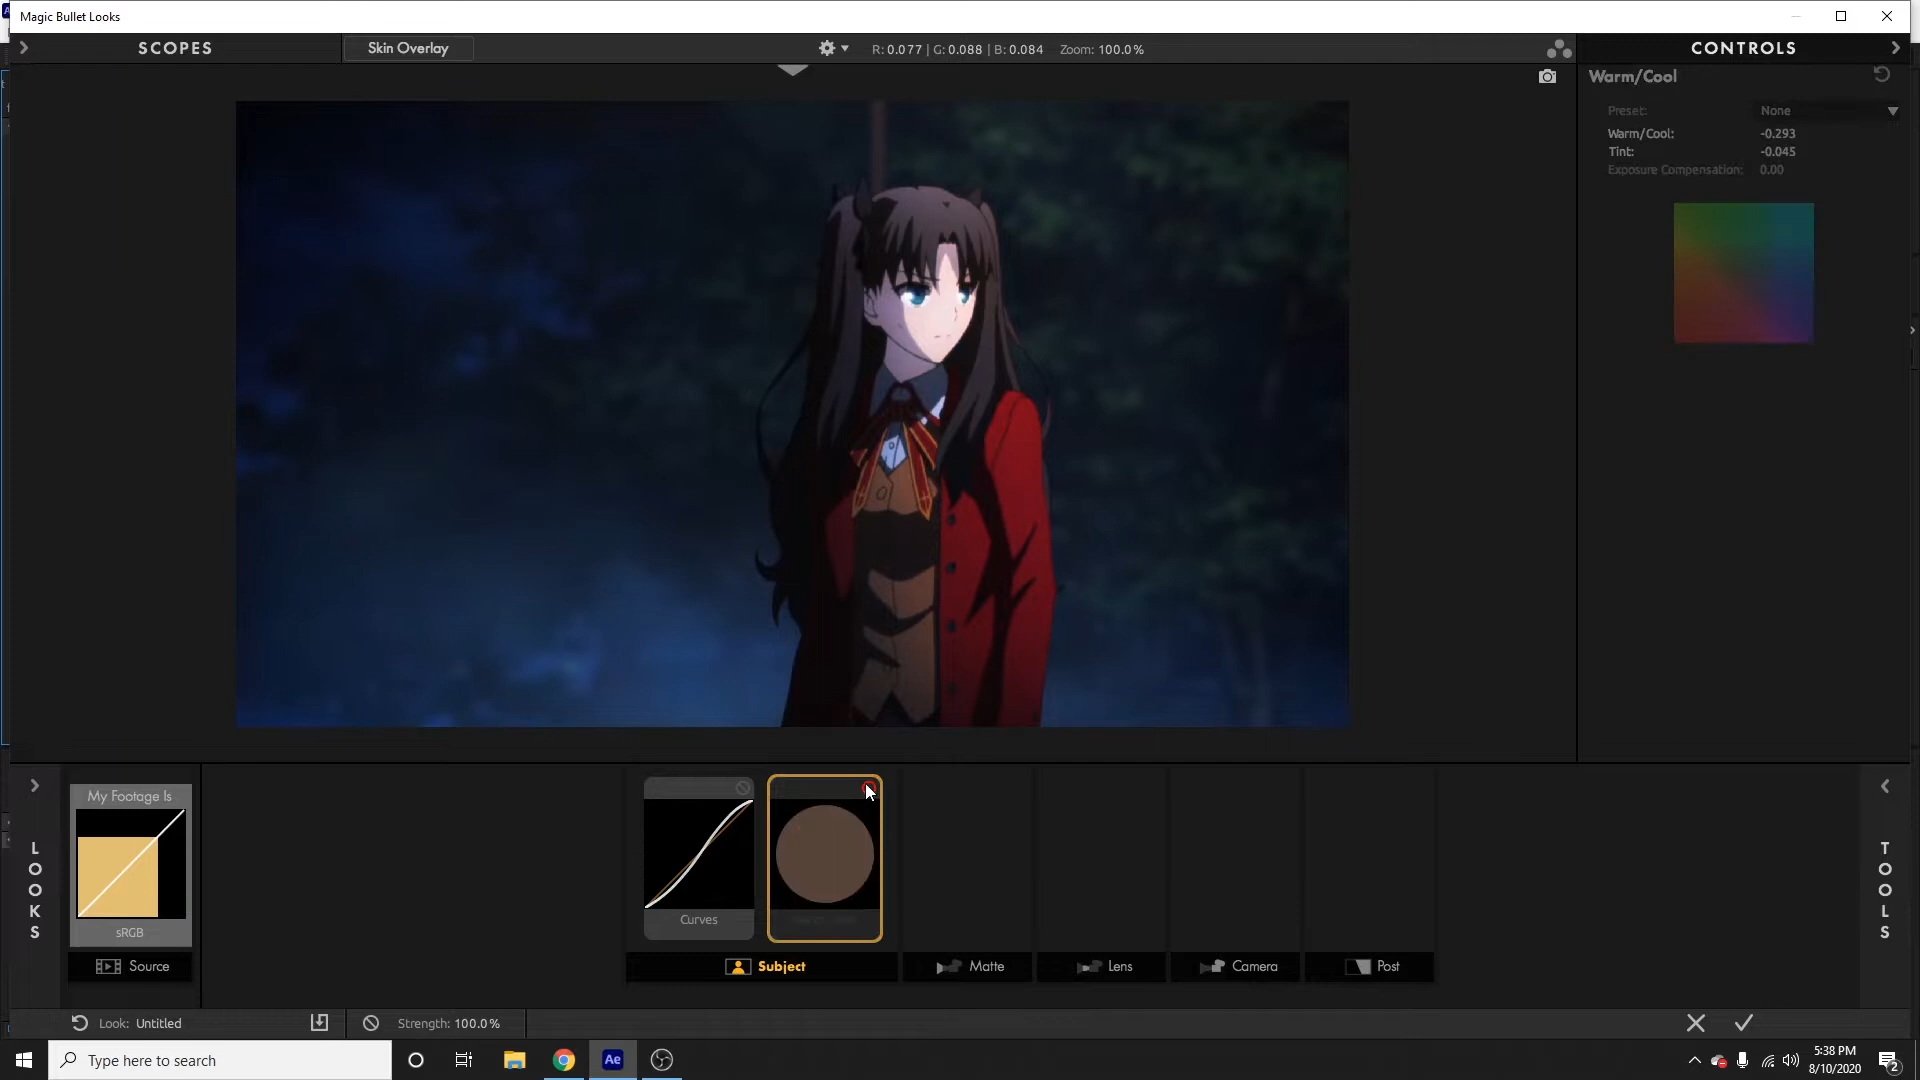 Magic Bullet Looks
SCOPES
Skin Overlay
R: 0.077 | G: 0.088 | B: 0.084 Zoom: 100.0%
CONTROLS
Warm/Cool
Preset: None
Warm/Cool: -0.293
Tint: -0.045
Exposure Compensation: 0.00
My Footage Is
sRGB
Source
LOOKS
Curves
Subject
Matte
Lens
Camera
Post
TOOLS
Look: Untitled
Strength: 100.0%
Type here to search
Ae
5:38 PM
8/10/2020
2